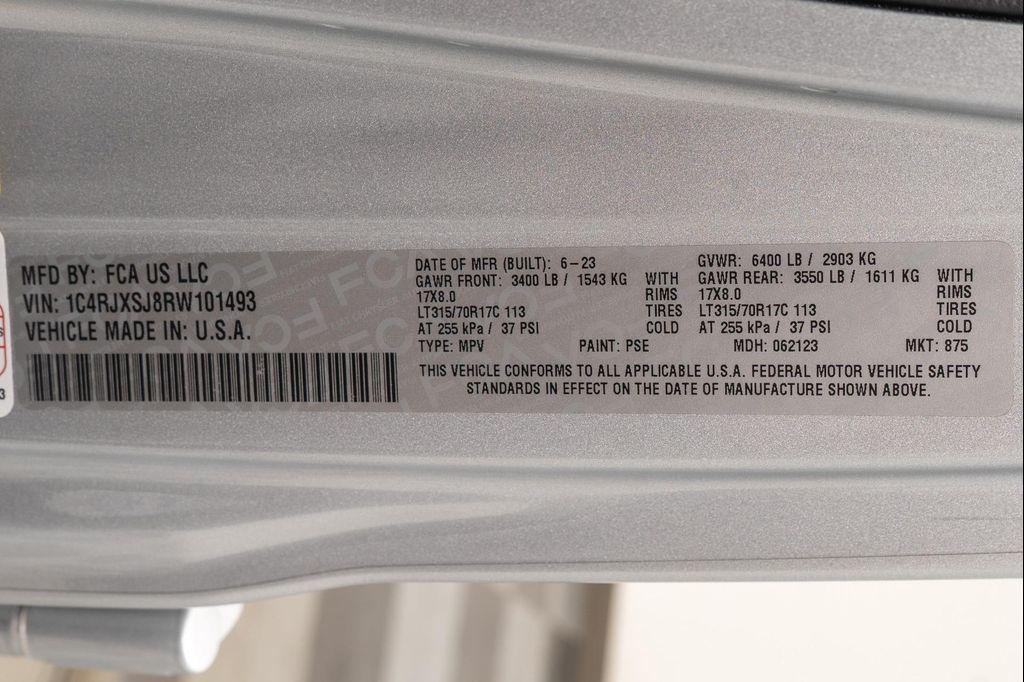 MFD BY: FCA US LLC
VIN: 1C4RJXSJ8RW101493
VEHICLE MADE IN: U.S.A.
DATE OF MFR (BUILT): 6-23
GAWR FRONT: 3400 LB / 1543 KG WITH
17X8.0 RIMS
LT315/70R17C 113 TIRES
AT 255 kPa / 37 PSI COLD
GVWR: 6400 LB / 2903 KG
GAWR REAR: 3550 LB / 1611 KG WITH
17X8.0 RIMS
LT315/70R17C 113 TIRES
AT 255 kPa / 37 PSI COLD
TYPE: MPV PAINT: PSE MDH: 062123 MKT: 875
THIS VEHICLE CONFORMS TO ALL APPLICABLE U.S.A. FEDERAL MOTOR VEHICLE SAFETY
STANDARDS IN EFFECT ON THE DATE OF MANUFACTURE SHOWN ABOVE.